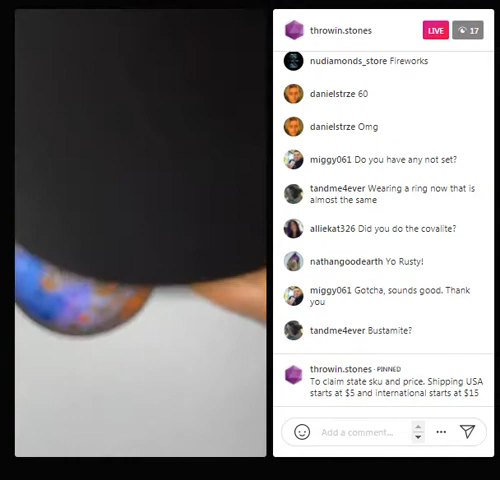 throwin.stones LIVE 17
nudiamonds_store Fireworks
danielstrze 60
danielstrze Omg
miggy061 Do you have any not set?
tandme4ever Wearing a ring now that is
almost the same
alliekat326 Did you do the covalite?
nathangoodearth Yo Rusty!
miggy061 Gotcha, sounds good. Thank
you
tandme4ever Bustamite?
throwin.stones · PINNED
To claim state sku and price. Shipping USA
starts at $5 and international starts at $15
Add a comment...